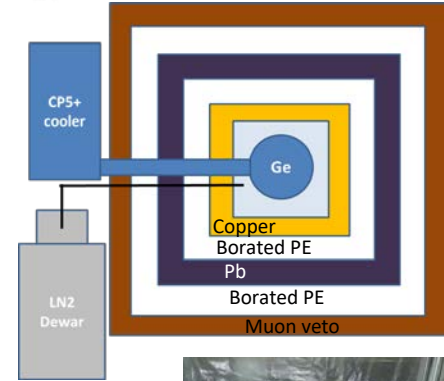 CP5+
cooler
Ge
Copper
Borated PE
Pb
LN2
Dewar
Borated PE
Muon veto